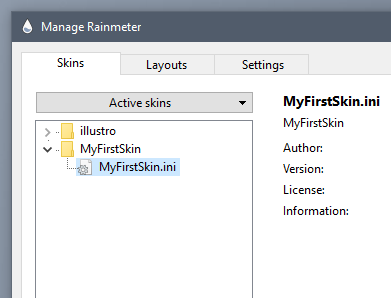 Manage Rainmeter
Skins
Layouts
Settings
Active skins
illustro
MyFirstSkin
MyFirstSkin.ini
MyFirstSkin.ini
MyFirstSkin
Author:
Version:
License:
Information: